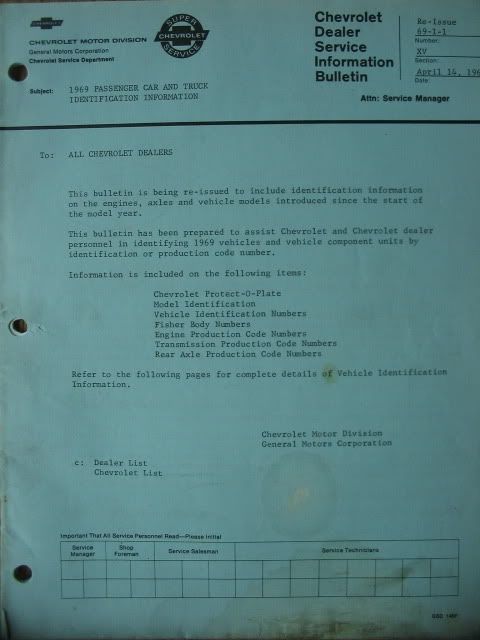 CHEVROLET
CHEVROLET MOTOR DIVISION
General Motors Corporation
Chevrolet Service Department
SUPER
CHEVROLET
SERVICE
Chevrolet
Dealer
Service
Information
Bulletin
Re-Issue
69-I-1
Number:
XV
Section:
April 14, 196
Date:
Attn: Service Manager
Subject: 1969 PASSENGER CAR AND TRUCK
IDENTIFICATION INFORMATION
To: ALL CHEVROLET DEALERS
This bulletin is being re-issued to include identification information
on the engines, axles and vehicle models introduced since the start of
the model year.
This bulletin has been prepared to assist Chevrolet and Chevrolet dealer
personnel in identifying 1969 vehicles and vehicle component units by
identification or production code number.
Information is included on the following items:
Chevrolet Protect-O-Plate
Model Identification
Vehicle Identification Numbers
Fisher Body Numbers
Engine Production Code Numbers
Transmission Production Code Numbers
Rear Axle Production Code Numbers
Refer to the following pages for complete details of Vehicle Identification
Information.
Chevrolet Motor Division
General Motors Corporation
c: Dealer List
Chevrolet List
Important That All Service Personnel Read—Please Initial
Service Manager Shop Foreman Service Salesman Service Technicians